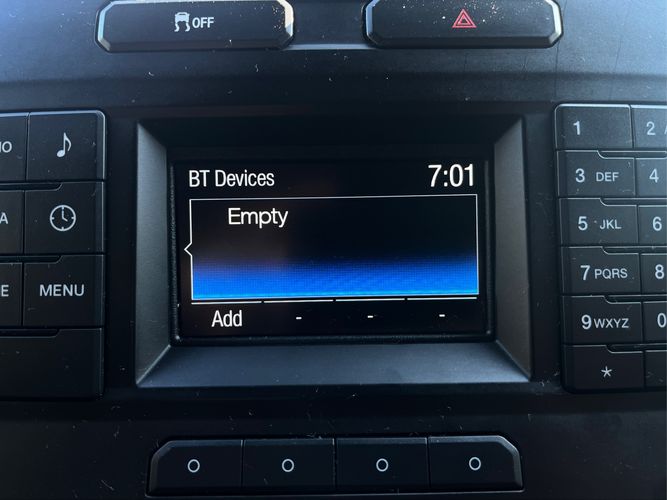 OFF
BT Devices 7:01
Empty
Add - - -
A
E
MENU
1
2
3 DEF
4
5 JKL
6
7 PQRS
8
9 WXYZ
0
*